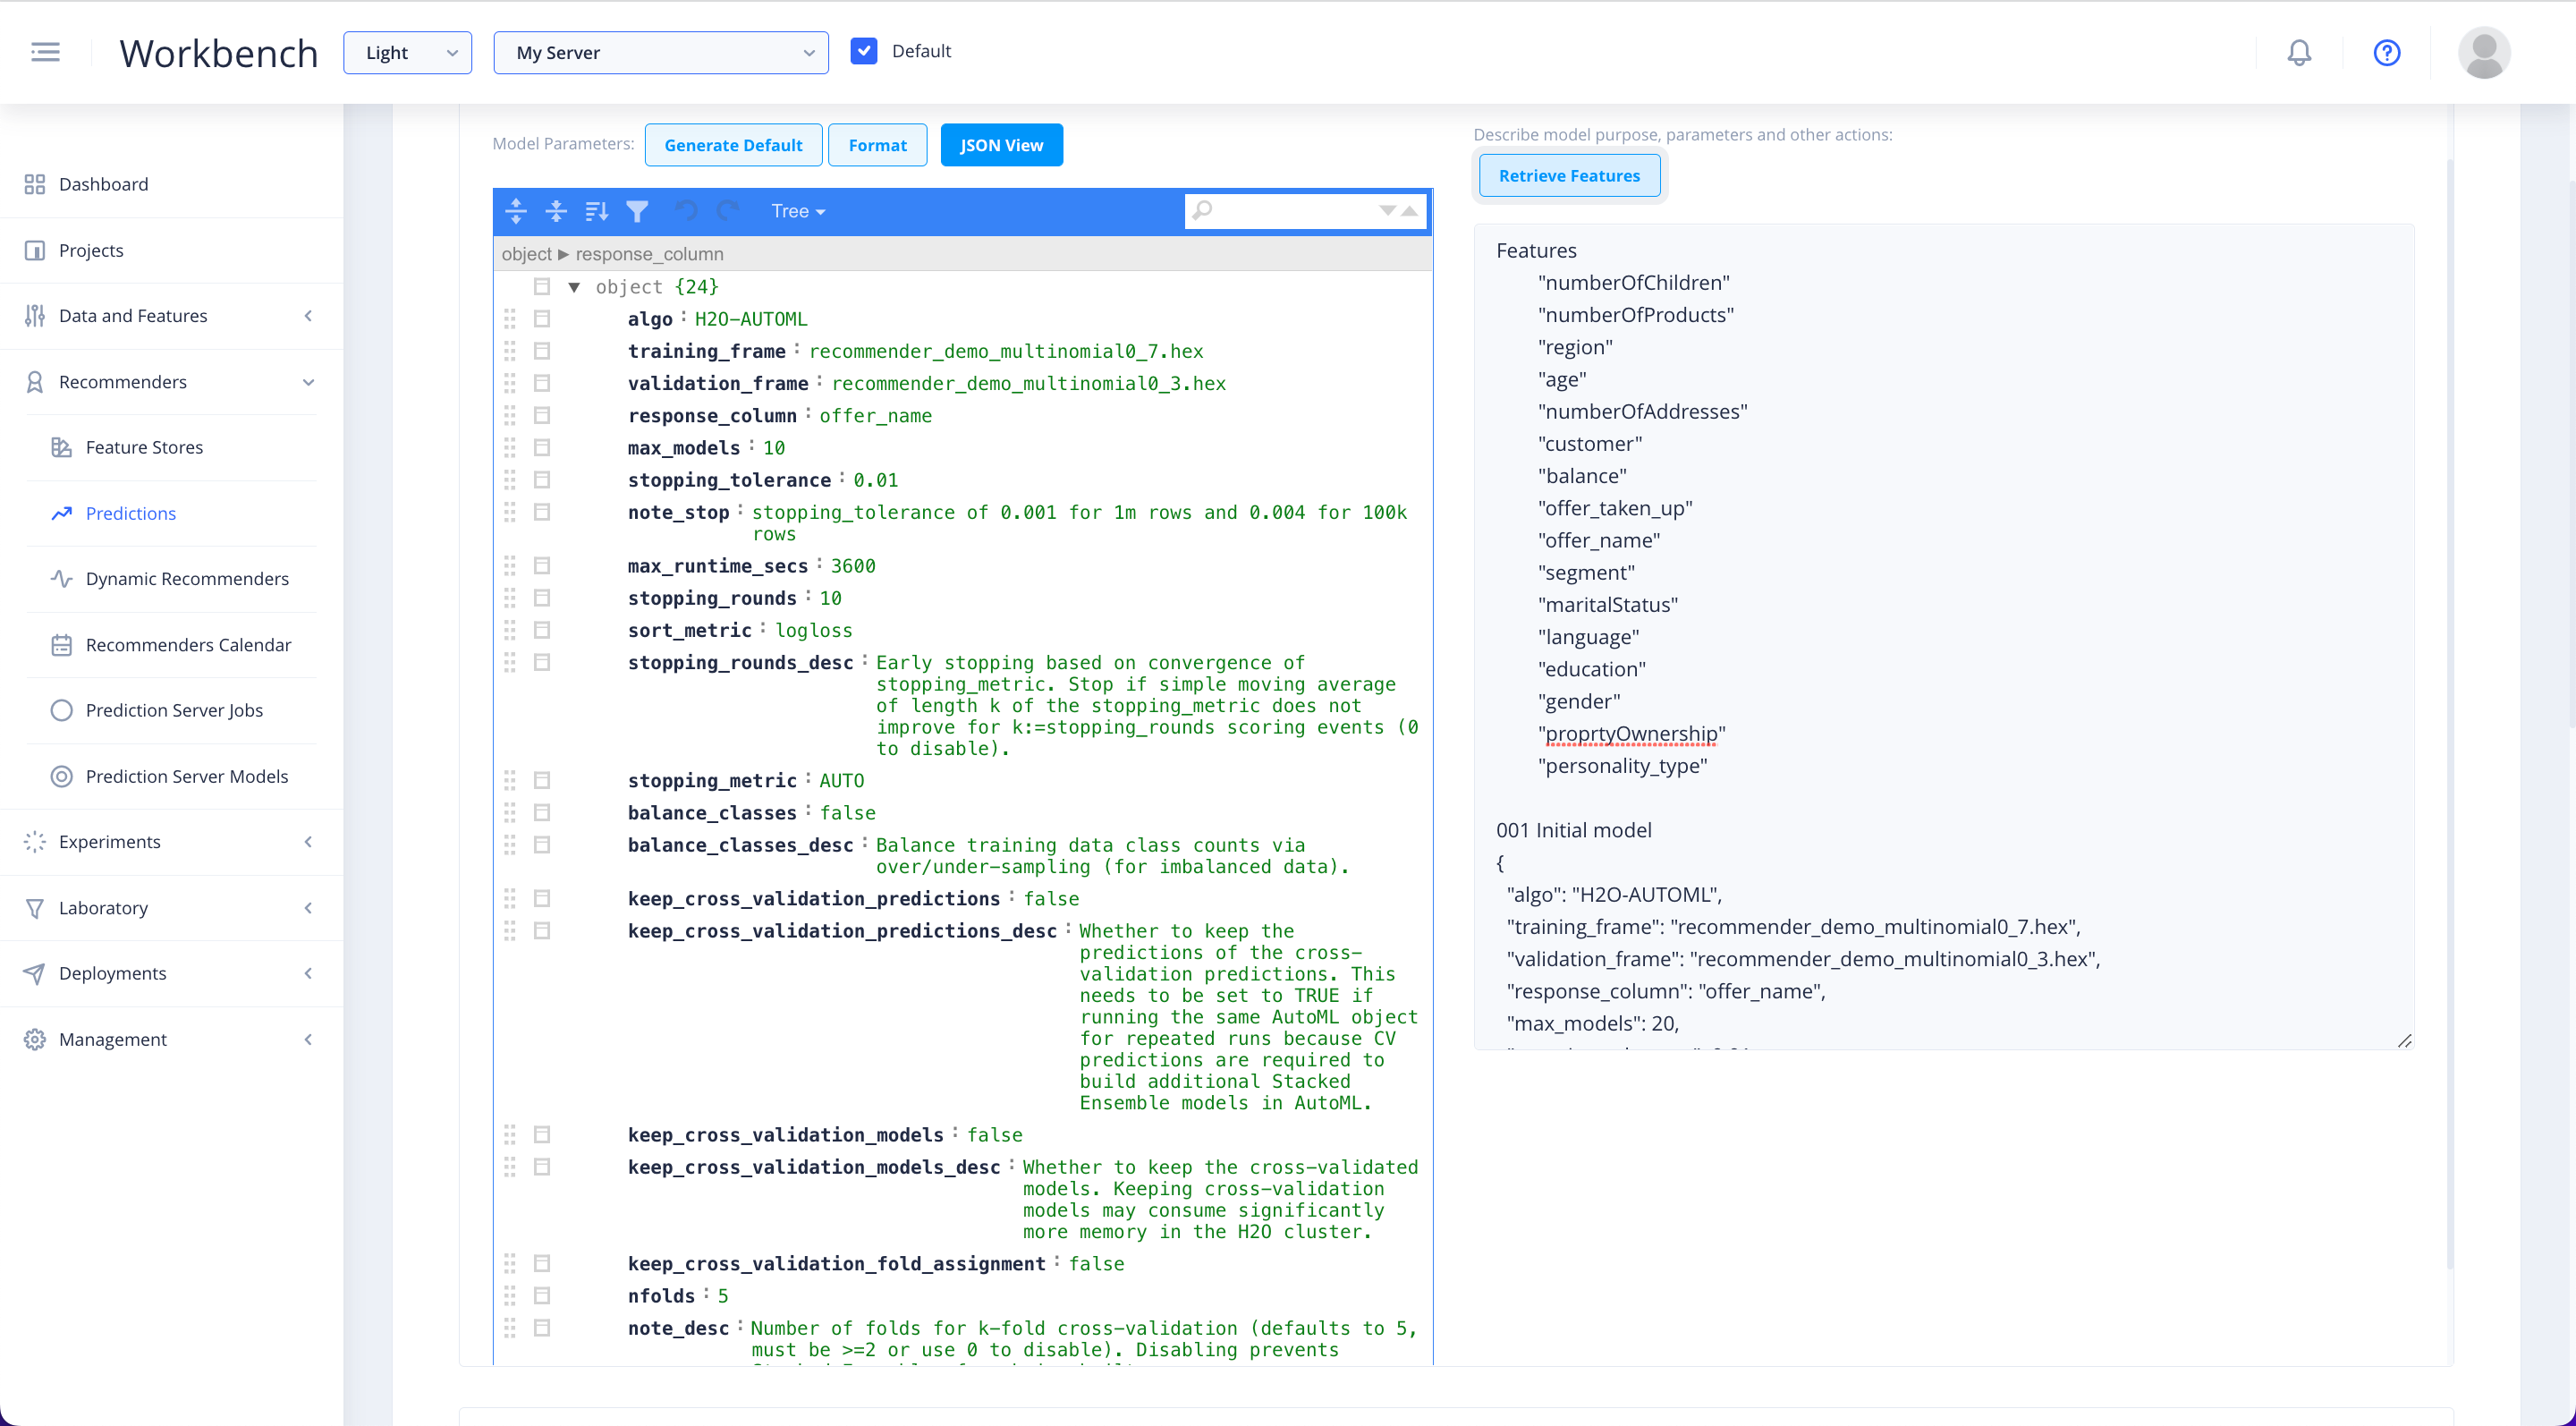 Workbench
Light
My Server
Default
Dashboard
Projects
Data and Features
Recommenders
Feature Stores
Predictions
Dynamic Recommenders
Recommenders Calendar
Prediction Server Jobs
Prediction Server Models
Experiments
Laboratory
Deployments
Management
Model Parameters:
Generate Default
Format
JSON View
Tree
object ► response_column
object {24}
algo : H2O-AUTOML
training_frame : recommender_demo_multinomial0_7.hex
validation_frame : recommender_demo_multinomial0_3.hex
response_column : offer_name
max_models : 10
stopping_tolerance : 0.01
note_stop : stopping_tolerance of 0.001 for 1m rows and 0.004 for 100k
rows
max_runtime_secs : 3600
stopping_rounds : 10
sort_metric : logloss
stopping_rounds_desc : Early stopping based on convergence of
stopping_metric. Stop if simple moving average
of length k of the stopping_metric does not
improve for k:=stopping_rounds scoring events (0
to disable).
stopping_metric : AUTO
balance_classes : false
balance_classes_desc : Balance training data class counts via
over/under-sampling (for imbalanced data).
keep_cross_validation_predictions : false
keep_cross_validation_predictions_desc : Whether to keep the
predictions of the cross-
validation predictions. This
needs to be set to TRUE if
running the same AutoML object
for repeated runs because CV
predictions are required to
build additional Stacked
Ensemble models in AutoML.
keep_cross_validation_models : false
keep_cross_validation_models_desc : Whether to keep the cross-validated
models. Keeping cross-validation
models may consume significantly
more memory in the H2O cluster.
keep_cross_validation_fold_assignment : false
nfolds : 5
note_desc : Number of folds for k-fold cross-validation (defaults to 5,
must be >=2 or use 0 to disable). Disabling prevents
Describe model purpose, parameters and other actions:
Retrieve Features
Features
"numberOfChildren"
"numberOfProducts"
"region"
"age"
"numberOfAddresses"
"customer"
"balance"
"offer_taken_up"
"offer_name"
"segment"
"maritalStatus"
"language"
"education"
"gender"
"proprtyOwnership"
"personality_type"
001 Initial model
{
"algo": "H2O-AUTOML",
"training_frame": "recommender_demo_multinomial0_7.hex",
"validation_frame": "recommender_demo_multinomial0_3.hex",
"response_column": "offer_name",
"max_models": 20,